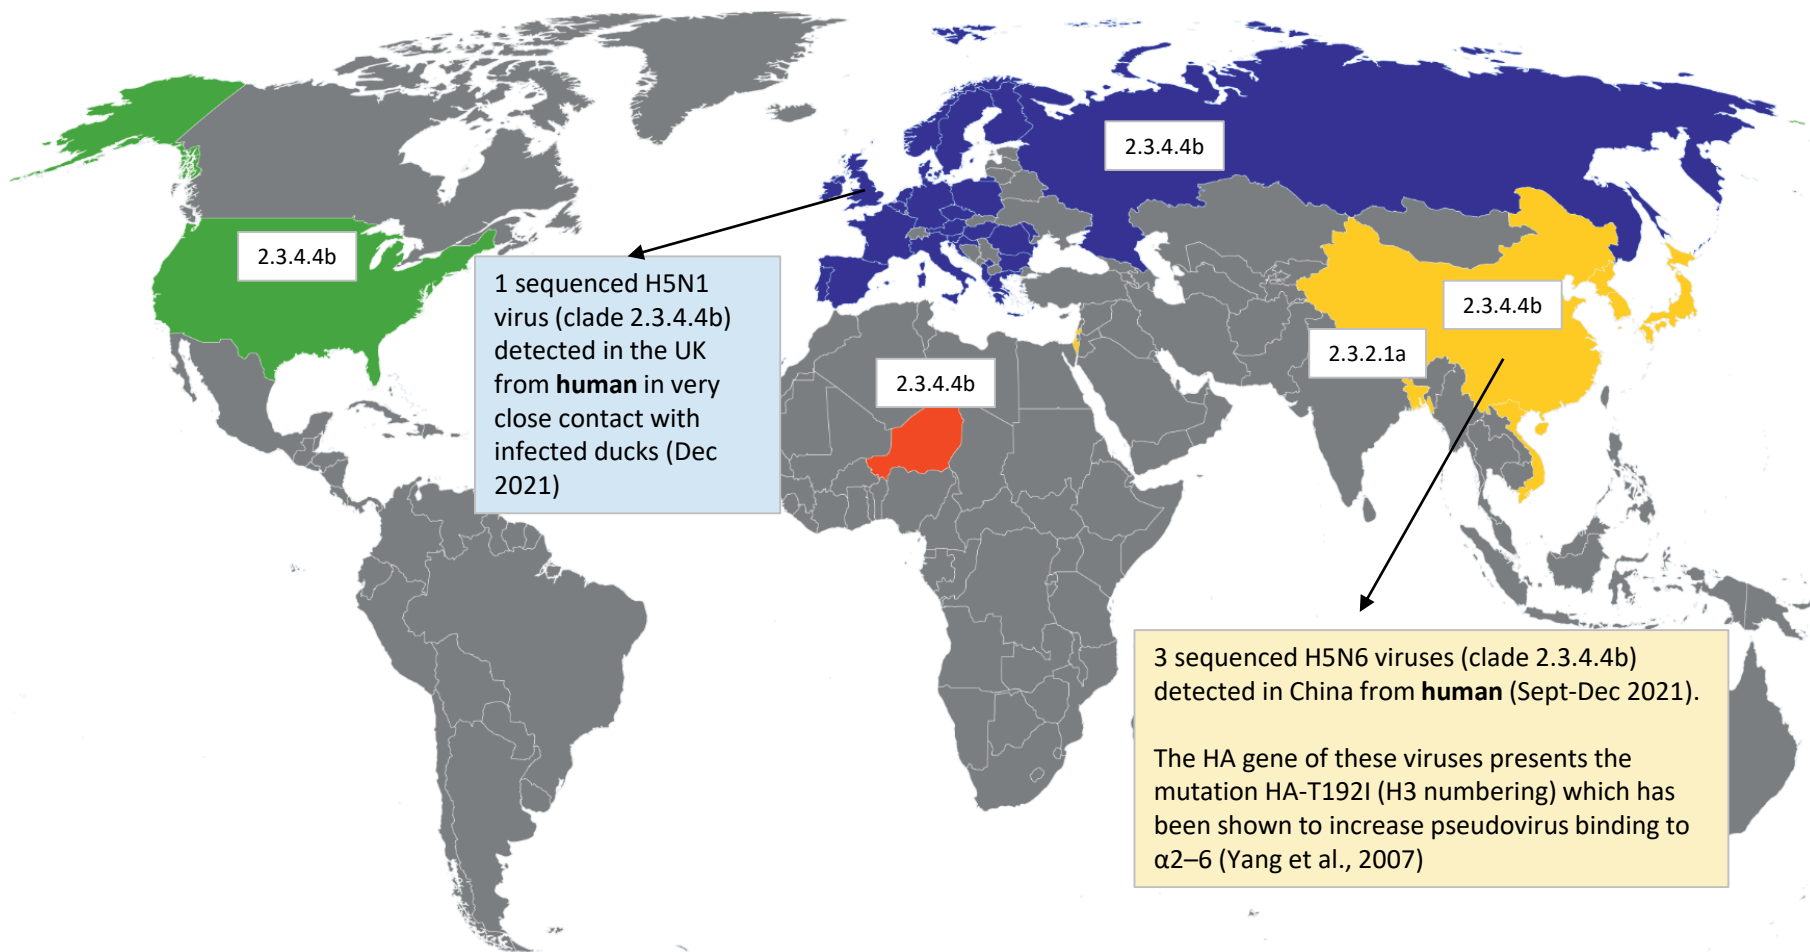 2.3.4.4b
2.3.4.4b
2.3.4.4b
2.3.2.1a
2.3.4.4b
1 sequenced H5N1
virus (clade 2.3.4.4b)
detected in the UK
from human in very
close contact with
infected ducks (Dec
2021)
3 sequenced H5N6 viruses (clade 2.3.4.4b)
detected in China from human (Sept-Dec 2021).
The HA gene of these viruses presents the
mutation HA-T192I (H3 numbering) which has
been shown to increase pseudovirus binding to
α2–6 (Yang et al., 2007)